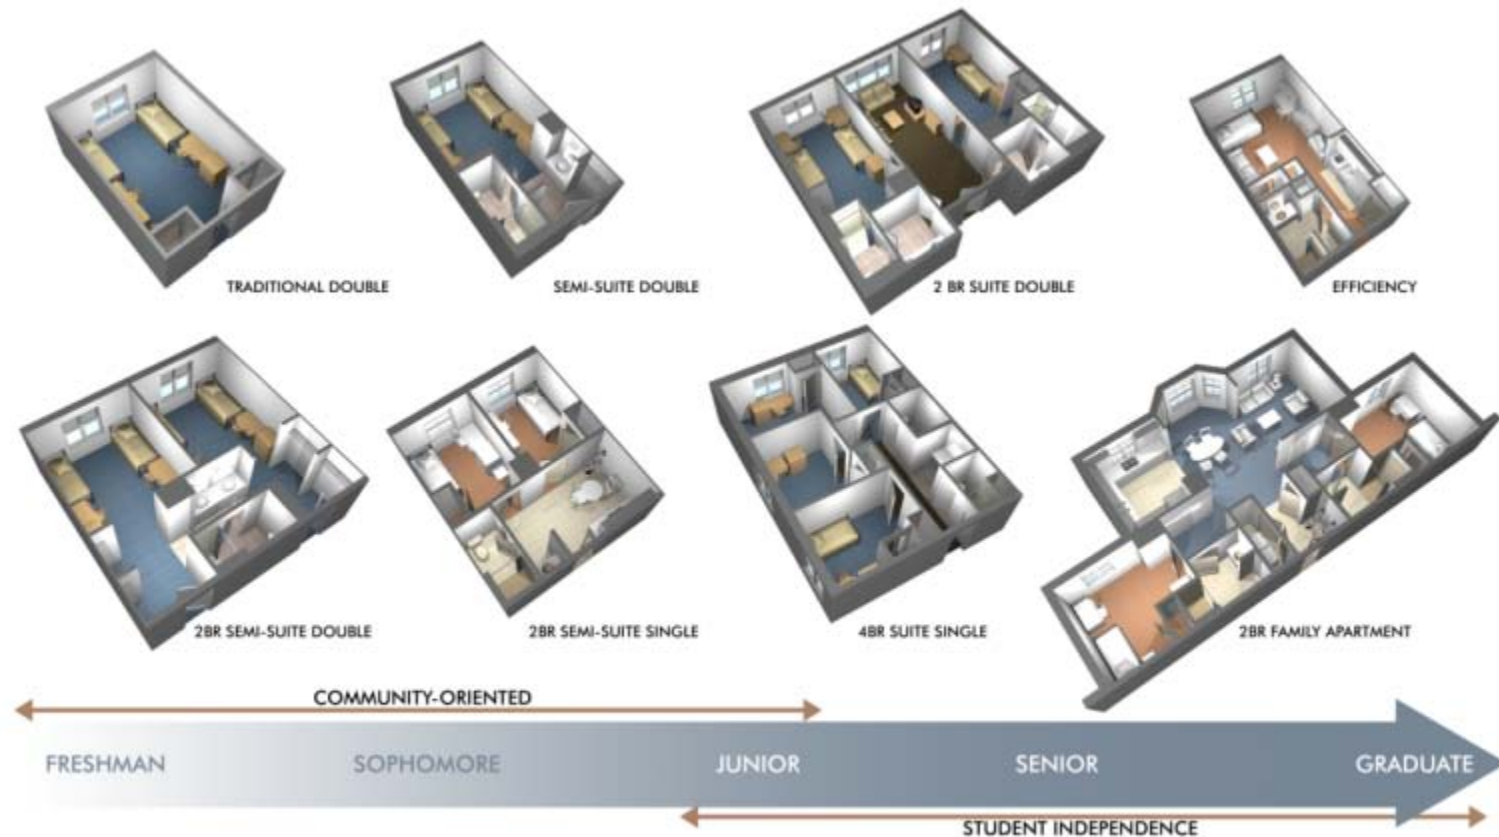 TRADITIONAL DOUBLE
SEMI-SUITE DOUBLE
2 BR SUITE DOUBLE
EFFICIENCY
2BR SEMI-SUITE DOUBLE
2BR SEMI-SUITE SINGLE
4BR SUITE SINGLE
2BR FAMILY APARTMENT
COMMUNITY-ORIENTED
FRESHMAN
SOPHOMORE
JUNIOR
SENIOR
GRADUATE
STUDENT INDEPENDENCE